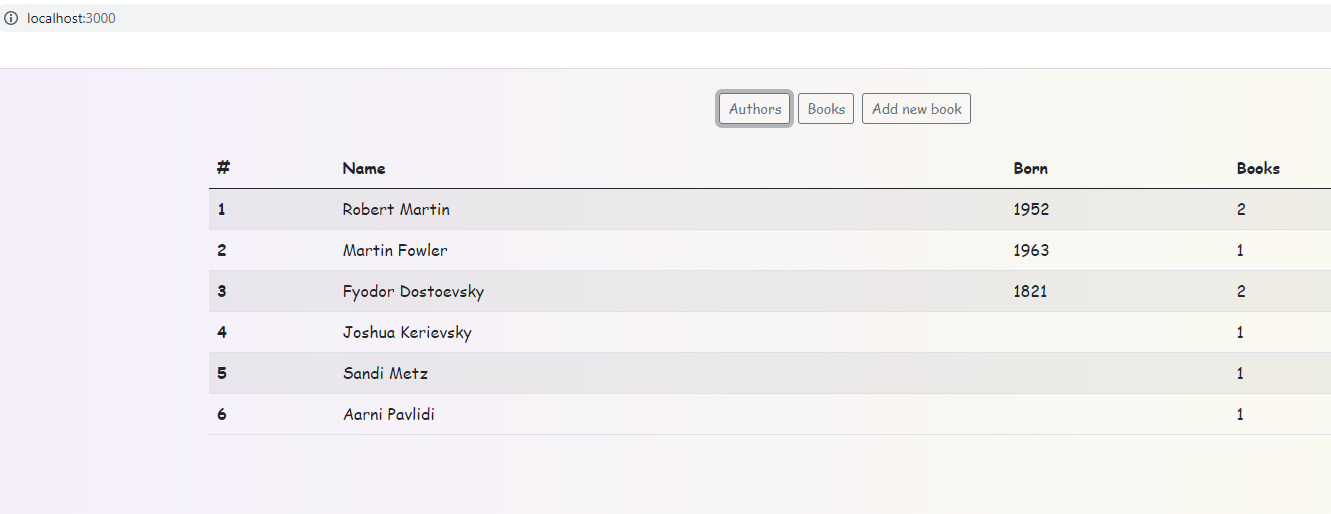 localhost:3000
Authors Books Add new book
# Name Born Books
1 Robert Martin 1952 2
2 Martin Fowler 1963 1
3 Fyodor Dostoevsky 1821 2
4 Joshua Kerievsky 1
5 Sandi Metz 1
6 Aarni Pavlidi 1